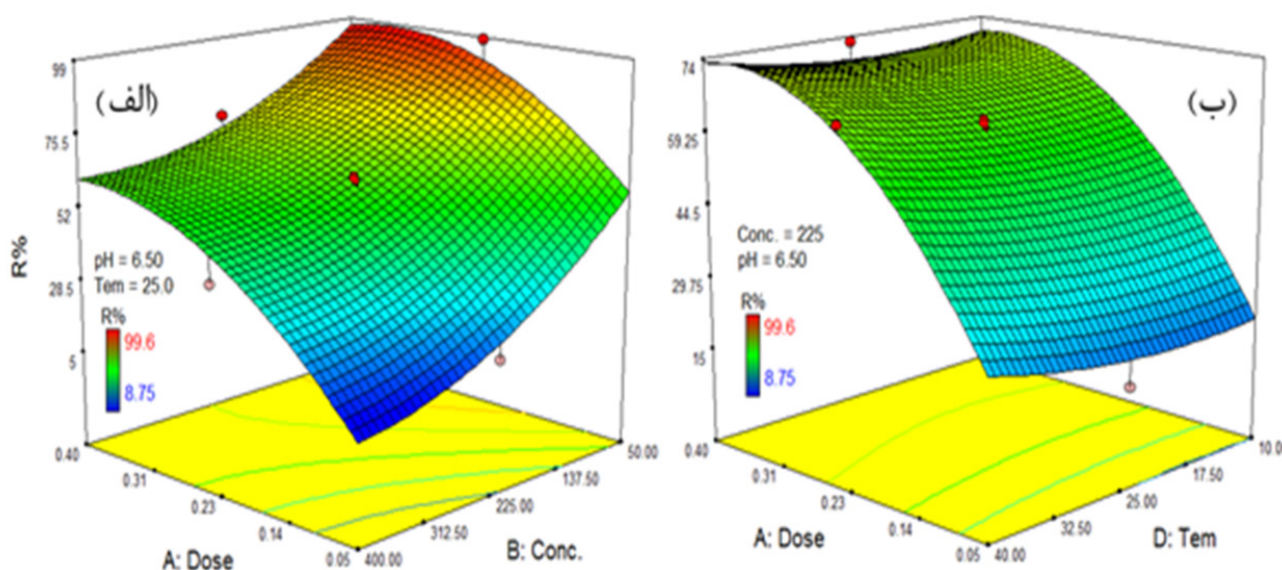 (الف)
99
75.5
52
28.5
5
R%
pH = 6.50
Tem = 25.0
R%
99.6
8.75
0.40
0.31
0.23
0.14
0.05
A: Dose
400.00
312.50
225.00
137.50
50.00
B: Conc.
(ب)
74
59.25
44.5
29.75
15
Conc. = 225
pH = 6.50
R%
99.6
8.75
0.40
0.31
0.23
0.14
0.05
A: Dose
40.00
32.50
25.00
17.50
10.0
D: Tem